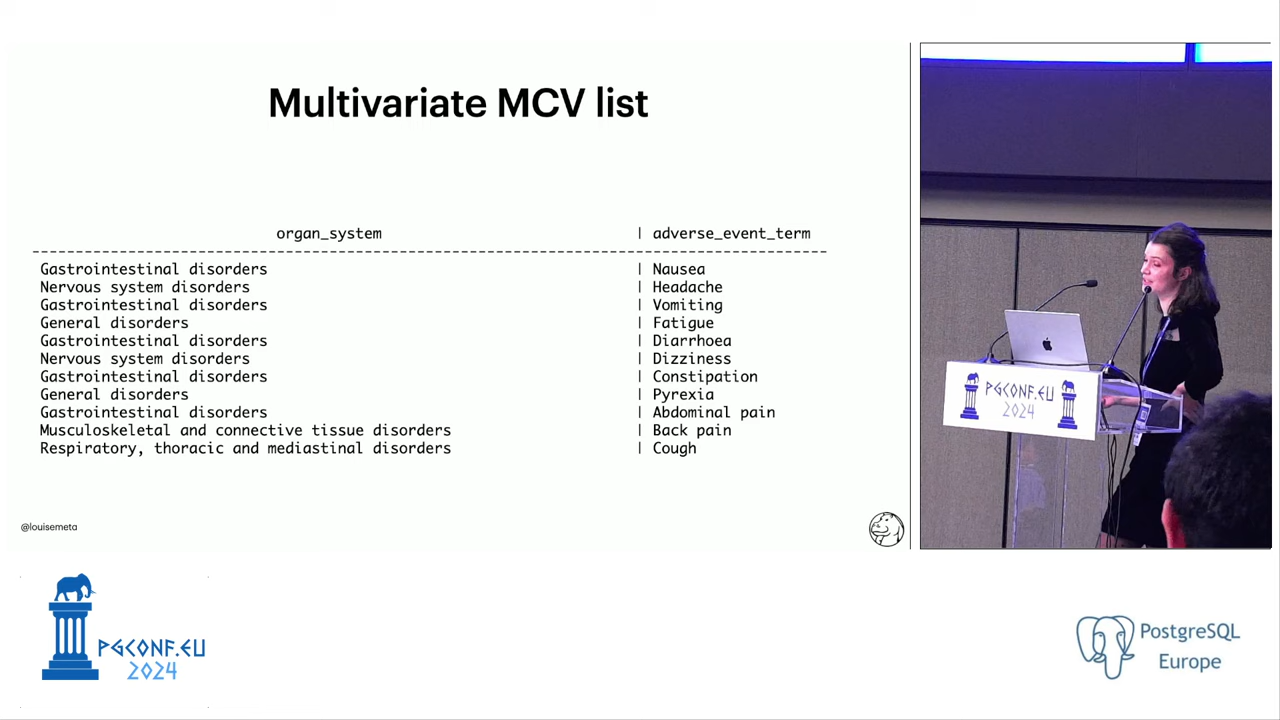 Multivariate MCV list
organ_system | adverse_event_term
--------------------------------------------------------------------------------------------
Gastrointestinal disorders | Nausea
Nervous system disorders | Headache
Gastrointestinal disorders | Vomiting
General disorders | Fatigue
Gastrointestinal disorders | Diarrhoea
Nervous system disorders | Dizziness
Gastrointestinal disorders | Constipation
General disorders | Pyrexia
Gastrointestinal disorders | Abdominal pain
Musculoskeletal and connective tissue disorders | Back pain
Respiratory, thoracic and mediastinal disorders | Cough
@louisemeta
PGCONF.EU
2024
PGCONF.EU
2024
PostgreSQL
Europe